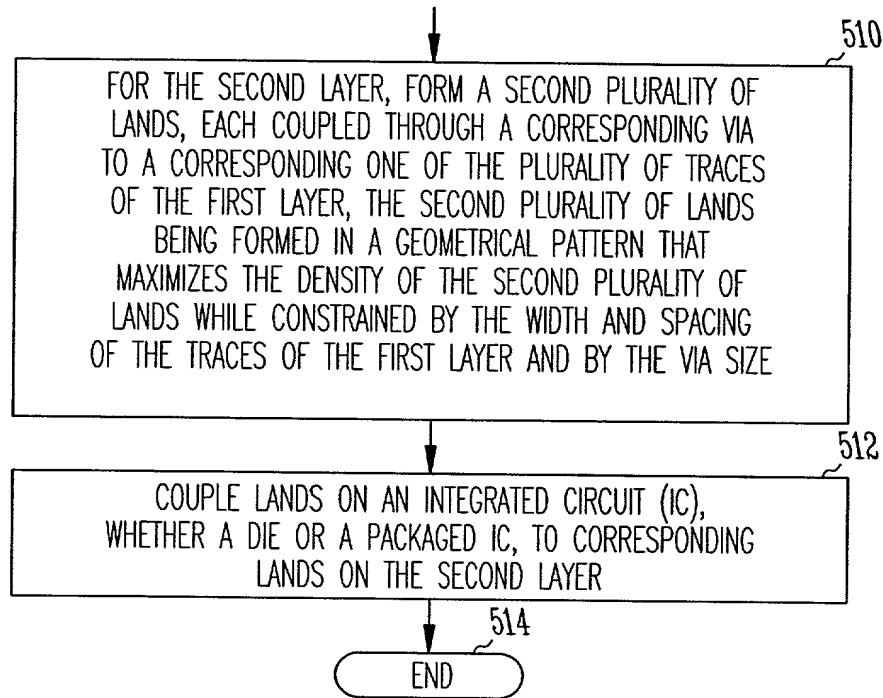 510
FOR THE SECOND LAYER, FORM A SECOND PLURALITY OF
LANDS, EACH COUPLED THROUGH A CORRESPONDING VIA
TO A CORRESPONDING ONE OF THE PLURALITY OF TRACES
OF THE FIRST LAYER, THE SECOND PLURALITY OF LANDS
BEING FORMED IN A GEOMETRICAL PATTERN THAT
MAXIMIZES THE DENSITY OF THE SECOND PLURALITY OF
LANDS WHILE CONSTRAINED BY THE WIDTH AND SPACING
OF THE TRACES OF THE FIRST LAYER AND BY THE VIA SIZE
512
COUPLE LANDS ON AN INTEGRATED CIRCUIT (IC),
WHETHER A DIE OR A PACKAGED IC, TO CORRESPONDING
LANDS ON THE SECOND LAYER
514
END